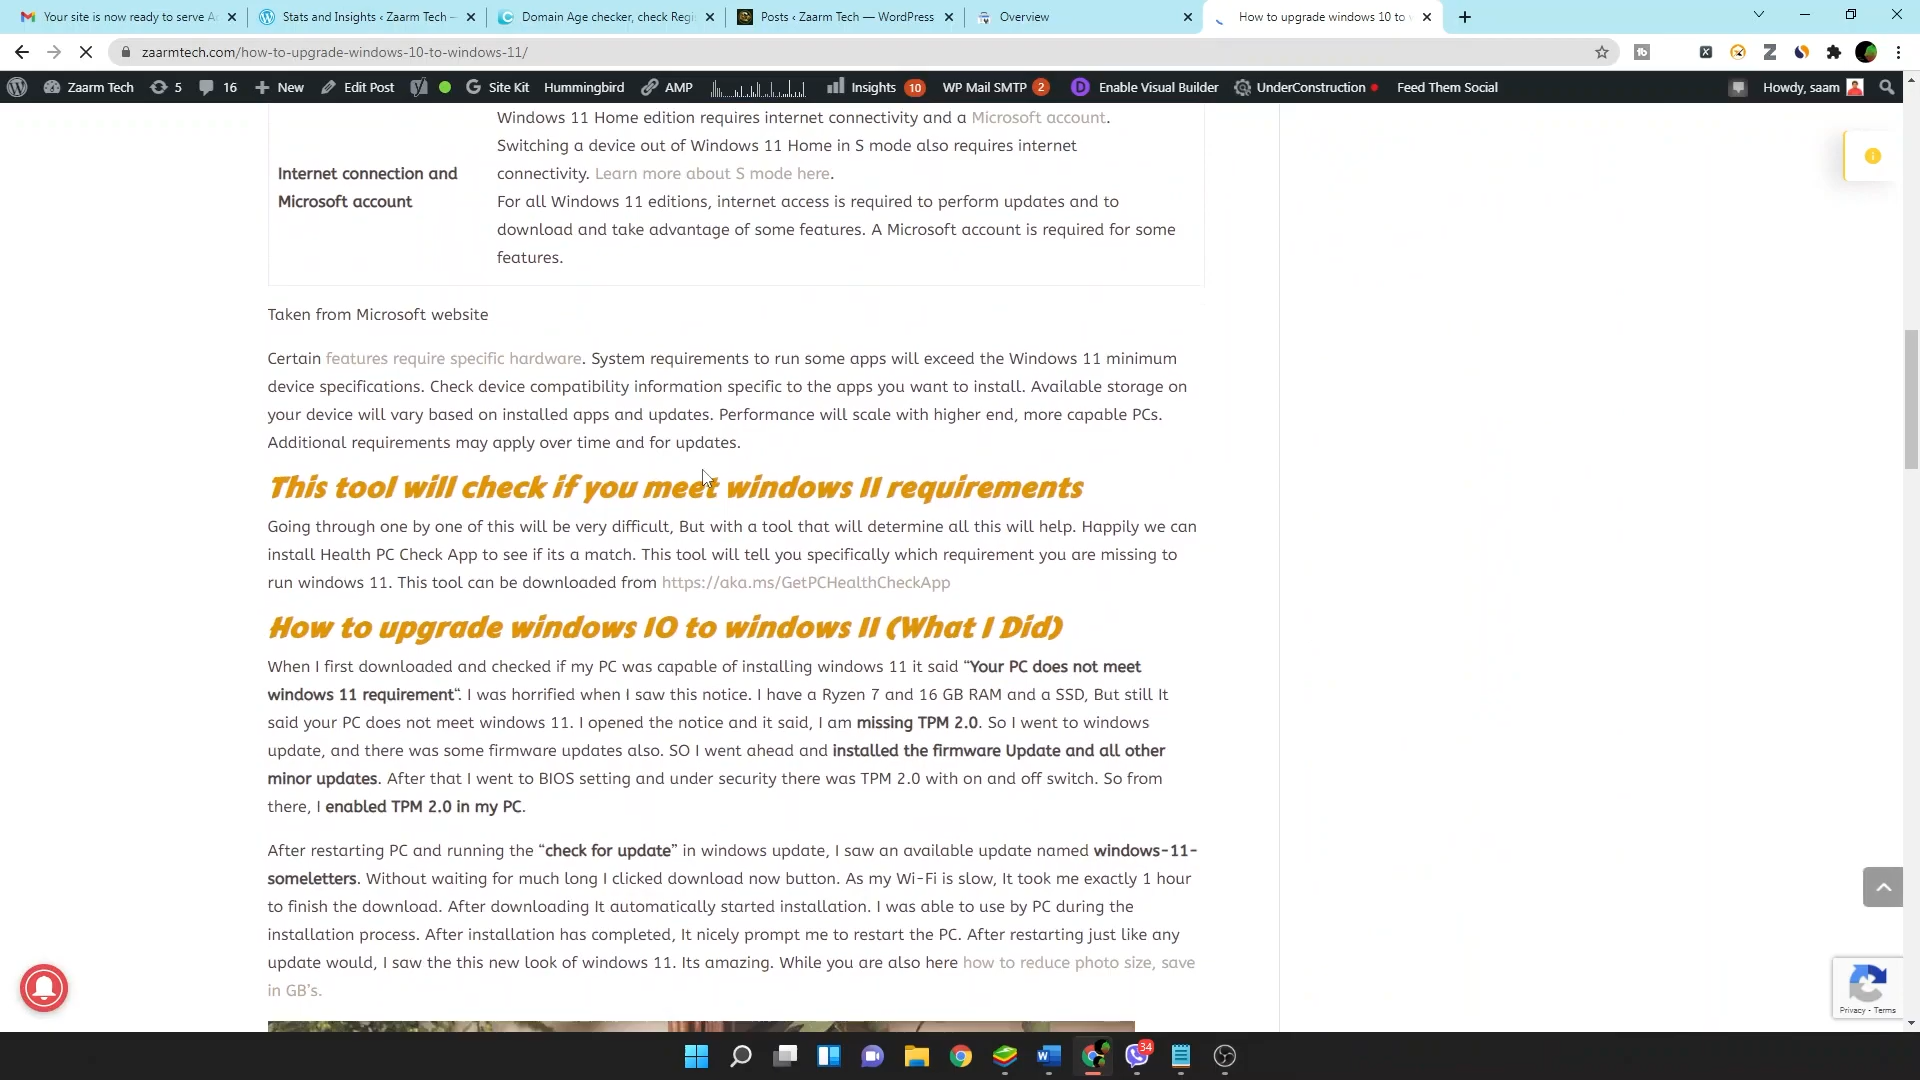 Your site is now ready to serve A
Stats and Insights ‹ Zaarm Tech —
Domain Age checker, check Regi
Posts ‹ Zaarm Tech — WordPress
Overview
How to upgrade windows 10 to
zaarmtech.com/how-to-upgrade-windows-10-to-windows-11/
Zaarm Tech
5
16
New
Edit Post
Site Kit
Hummingbird
AMP
Insights 10
WP Mail SMTP 2
Enable Visual Builder
UnderConstruction
Feed Them Social
Howdy, saam
Windows 11 Home edition requires internet connectivity and a Microsoft account.
Switching a device out of Windows 11 Home in S mode also requires internet
connectivity. Learn more about S mode here.
Internet connection and
Microsoft account
For all Windows 11 editions, internet access is required to perform updates and to
download and take advantage of some features. A Microsoft account is required for some
features.
Taken from Microsoft website
Certain features require specific hardware. System requirements to run some apps will exceed the Windows 11 minimum
device specifications. Check device compatibility information specific to the apps you want to install. Available storage on
your device will vary based on installed apps and updates. Performance will scale with higher end, more capable PCs.
Additional requirements may apply over time and for updates.
This tool will check if you meet windows 11 requirements
Going through one by one of this will be very difficult, But with a tool that will determine all this will help. Happily we can
install Health PC Check App to see if its a match. This tool will tell you specifically which requirement you are missing to
run windows 11. This tool can be downloaded from https://aka.ms/GetPCHealthCheckApp
How to upgrade windows 10 to windows 11 (What I Did)
When I first downloaded and checked if my PC was capable of installing windows 11 it said “Your PC does not meet
windows 11 requirement“. I was horrified when I saw this notice. I have a Ryzen 7 and 16 GB RAM and a SSD, But still It
said your PC does not meet windows 11. I opened the notice and it said, I am missing TPM 2.0. So I went to windows
update, and there was some firmware updates also. SO I went ahead and installed the firmware Update and all other
minor updates. After that I went to BIOS setting and under security there was TPM 2.0 with on and off switch. So from
there, I enabled TPM 2.0 in my PC.
After restarting PC and running the “check for update” in windows update, I saw an available update named windows-11-
someletters. Without waiting for much long I clicked download now button. As my Wi-Fi is slow, It took me exactly 1 hour
to finish the download. After downloading It automatically started installation. I was able to use by PC during the
installation process. After installation has completed, It nicely prompt me to restart the PC. After restarting just like any
update would, I saw the this new look of windows 11. Its amazing. While you are also here how to reduce photo size, save
in GB’s.
Privacy - Terms
34